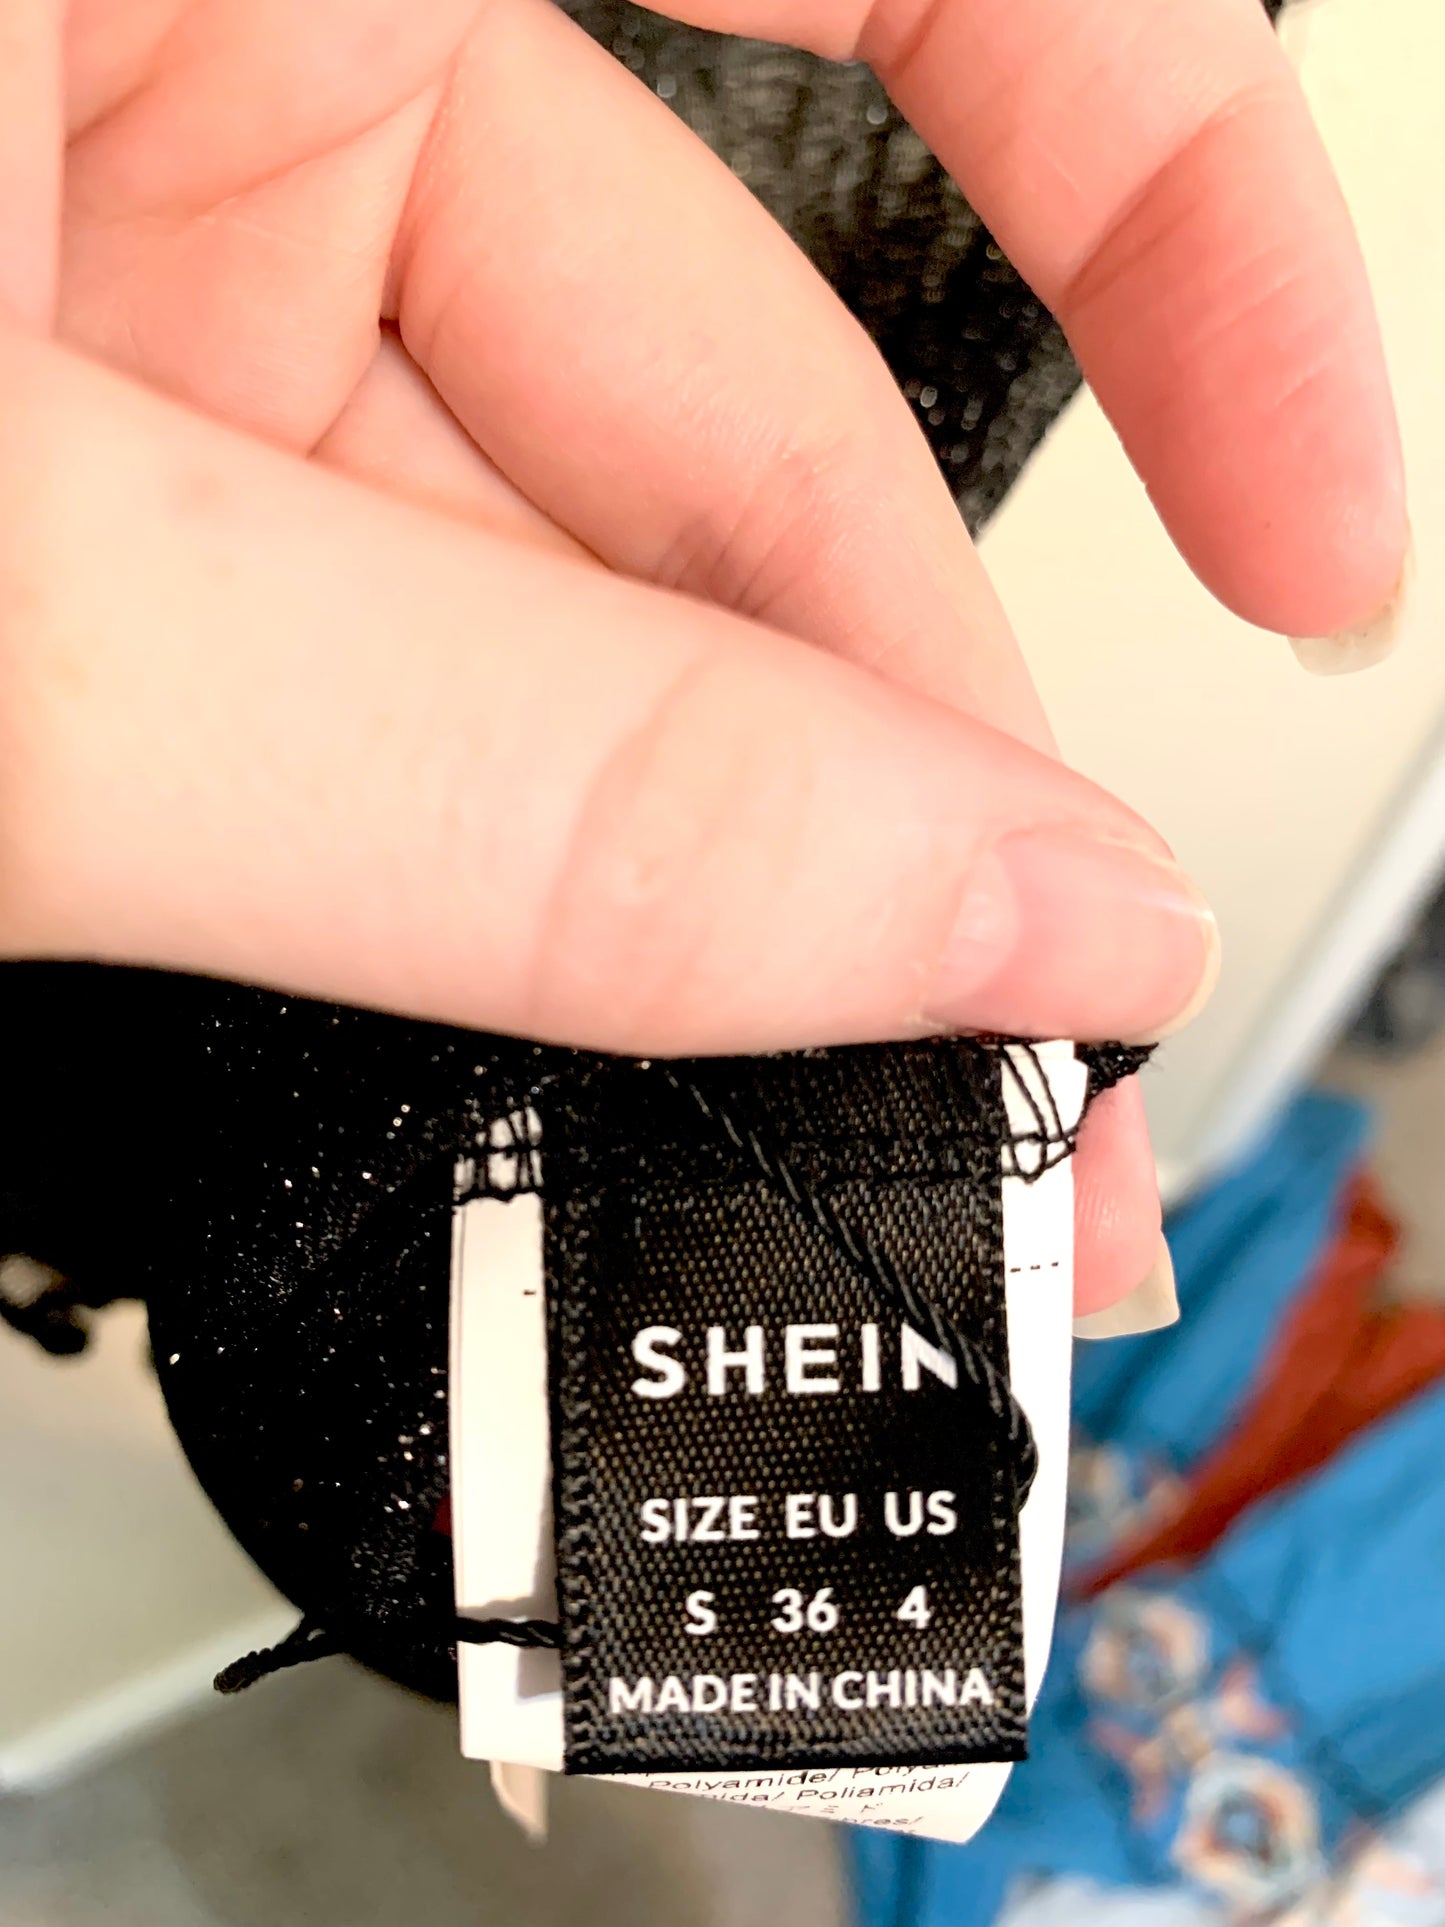 SHEIN
SIZE EU US
S 36 4
MADE IN CHINA
Polyamide/
Poliamida/